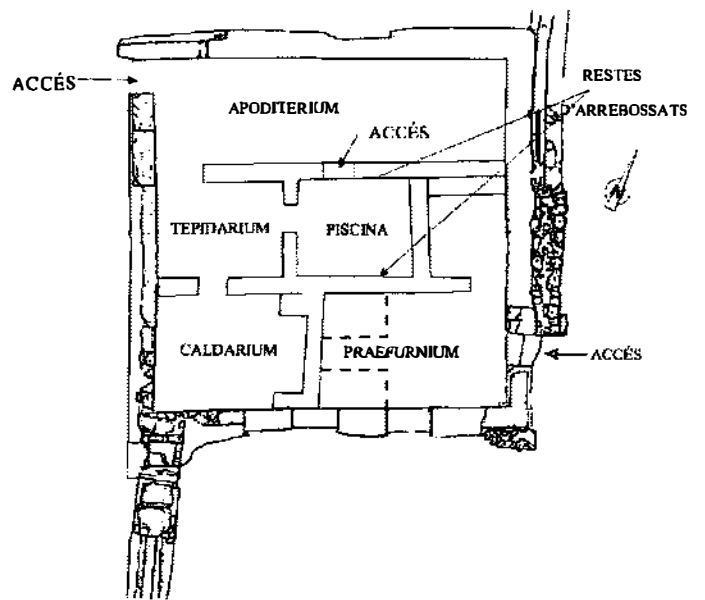 ACCÉS
RESTES
D'ARREBOSSATS
APODITERIUM
ACCÉS
TEPIDARIUM
PISCINA
CALDARIUM
PRAEFURNIUM
ACCÉS
N